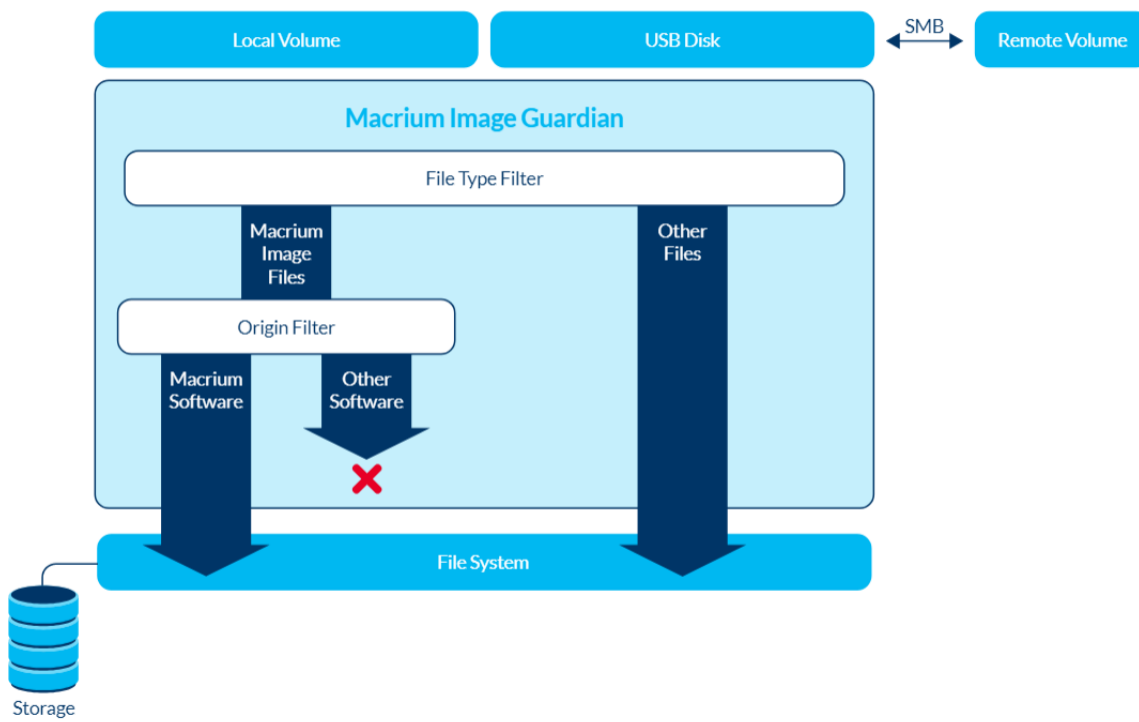 Local Volume
USB Disk
SMB
Remote Volume
Macrium Image Guardian
File Type Filter
Macrium
Image
Files
Other
Files
Origin Filter
Macrium
Software
Other
Software
File System
Storage